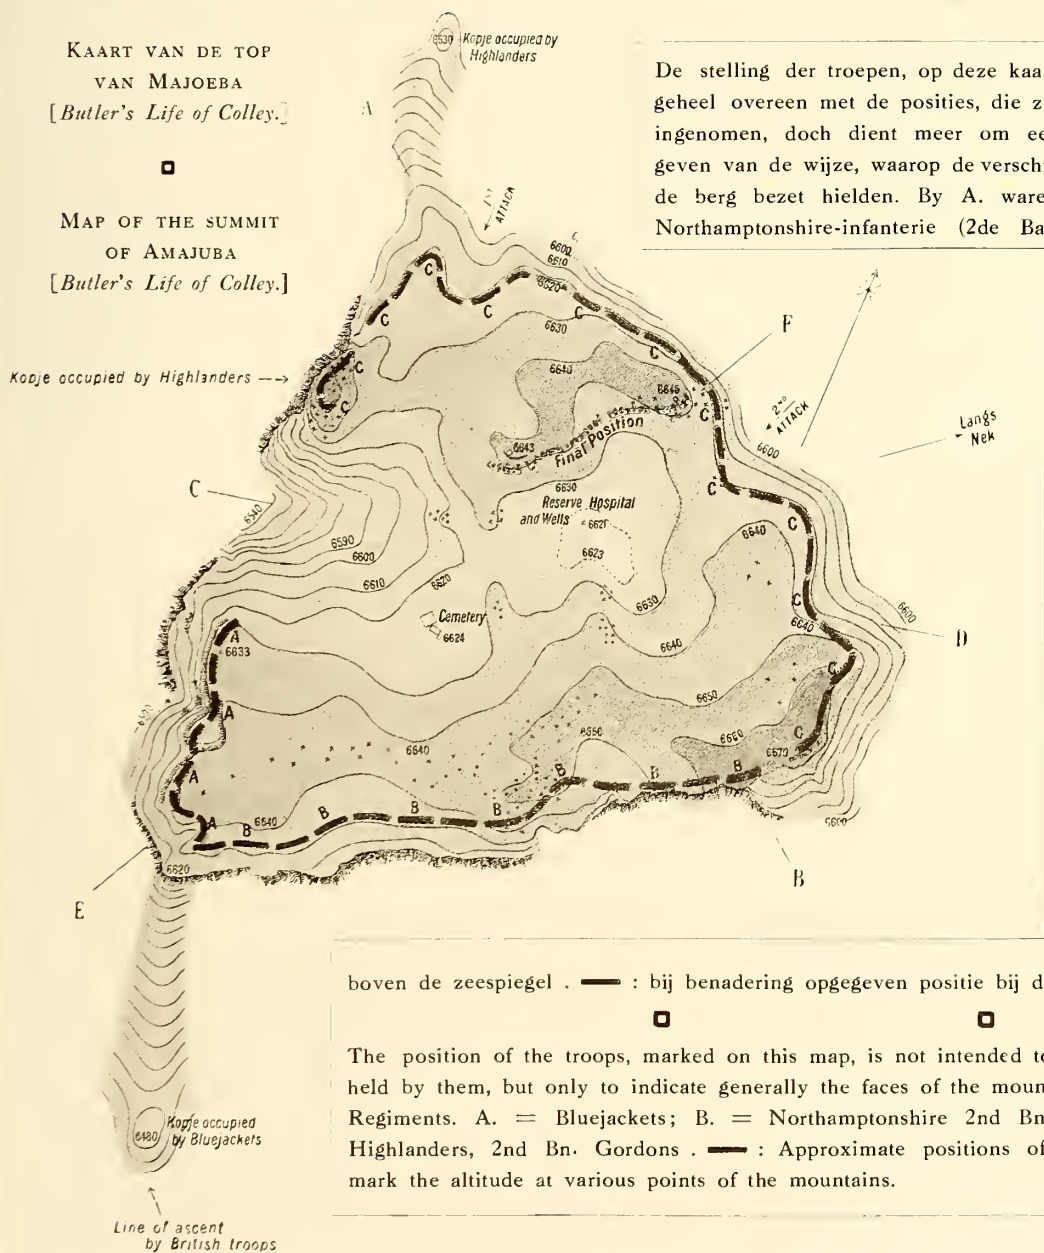 KAART VAN DE TOP
VAN MAJOEBA
[Butler's Life of Colley.]
MAP OF THE SUMMIT
OF AMAJUBA
[Butler's Life of Colley.]
De stelling der troepen, op deze kaa
geheel overeen met de posities, die z
ingenomen, doch dient meer om ee
geven van de wijze, waarop de versch
de berg bezet hielden. By A. ware
Northamptonshire-infanterie (2de Ba
6530
Kopje occupied by
Highlanders
A
1st
ATTACK
6600
6610
6620
C
C
C
C
C
6630
F
Kopje occupied by Highlanders
C
C
6640
6645
C
2nd
ATTACK
Langs
Nek
6643
Final Position
6600
C
6630
C
6540
Reserve Hospital
and Wells
6621
6623
C
6640
6590
6600
6610
6620
6630
C
6600
Cemetery
6624
6640
6640
D
A
6633
C
6650
A
6640
6650
6660
6670
C
A
B
B
B
B
A
6640
B
B
6600
6620
B
E
boven de zeespiegel . : bij benadering opgegeven positie bij d
The position of the troops, marked on this map, is not intended to
held by them, but only to indicate generally the faces of the moun
Regiments. A. = Bluejackets; B. = Northamptonshire 2nd Bn
Highlanders, 2nd Bn. Gordons . : Approximate positions of
mark the altitude at various points of the mountains.
6480
Kopje occupied
by Bluejackets
Line of ascent
by British troops